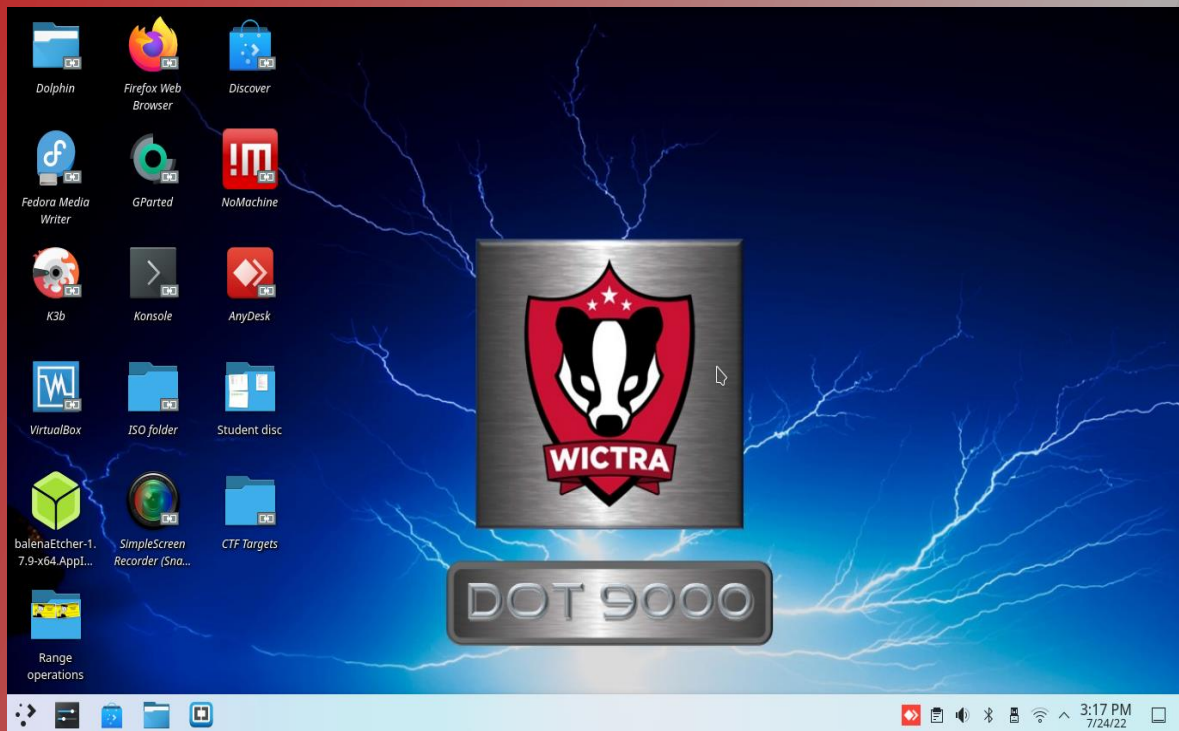 Dolphin
Firefox Web
Browser
Discover
Fedora Media
Writer
GParted
NoMachine
K3b
Konsole
AnyDesk
VirtualBox
ISO folder
Student disc
balenaEtcher-1.
7.9-x64.AppI...
SimpleScreen
Recorder (Sna...
CTF Targets
Range
operations
!M
WICTRA
DOT 9000
3:17 PM
7/24/22